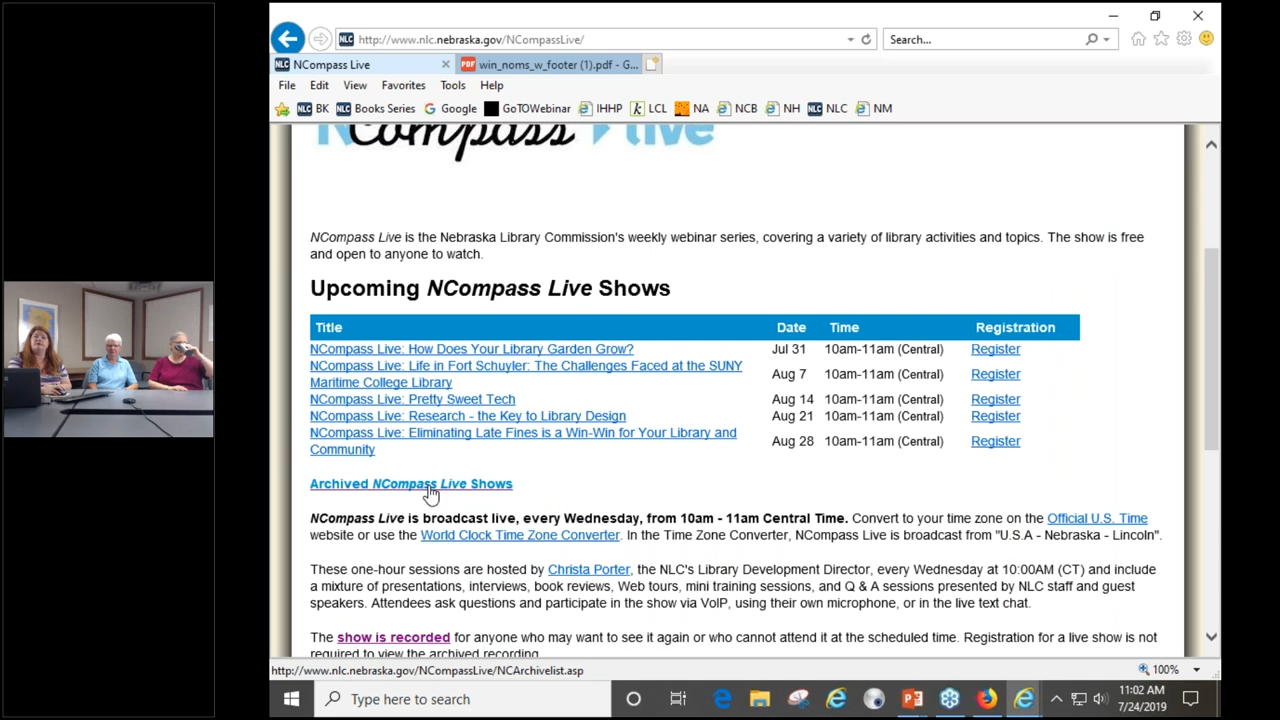 http://www.nlc.nebraska.gov/NCompassLive/
Search...
NCompass Live
win_noms_w_footer (1).pdf - G...
File Edit View Favorites Tools Help
BK Books Series Google GoTOWebinar IHHP LCL NA NCB NH NLC NM
NCompass live
NCompass Live is the Nebraska Library Commission's weekly webinar series, covering a variety of library activities and topics. The show is free
and open to anyone to watch.
Upcoming NCompass Live Shows
Title Date Time Registration
NCompass Live: How Does Your Library Garden Grow? Jul 31 10am-11am (Central) Register
NCompass Live: Life in Fort Schuyler: The Challenges Faced at the SUNY
Maritime College Library Aug 7 10am-11am (Central) Register
NCompass Live: Pretty Sweet Tech Aug 14 10am-11am (Central) Register
NCompass Live: Research - the Key to Library Design Aug 21 10am-11am (Central) Register
NCompass Live: Eliminating Late Fines is a Win-Win for Your Library and
Community Aug 28 10am-11am (Central) Register
Archived NCompass Live Shows
NCompass Live is broadcast live, every Wednesday, from 10am - 11am Central Time. Convert to your time zone on the Official U.S. Time
website or use the World Clock Time Zone Converter. In the Time Zone Converter, NCompass Live is broadcast from "U.S.A - Nebraska - Lincoln".
These one-hour sessions are hosted by Christa Porter, the NLC's Library Development Director, every Wednesday at 10:00AM (CT) and include
a mixture of presentations, interviews, book reviews, Web tours, mini training sessions, and Q & A sessions presented by NLC staff and guest
speakers. Attendees ask questions and participate in the show via VoIP, using their own microphone, or in the live text chat.
The show is recorded for anyone who may want to see it again or who cannot attend it at the scheduled time. Registration for a live show is not
required to view the archived recording.
http://www.nlc.nebraska.gov/NCompassLive/NCArchivelist.asp
100%
Type here to search
11:02 AM
7/24/2019